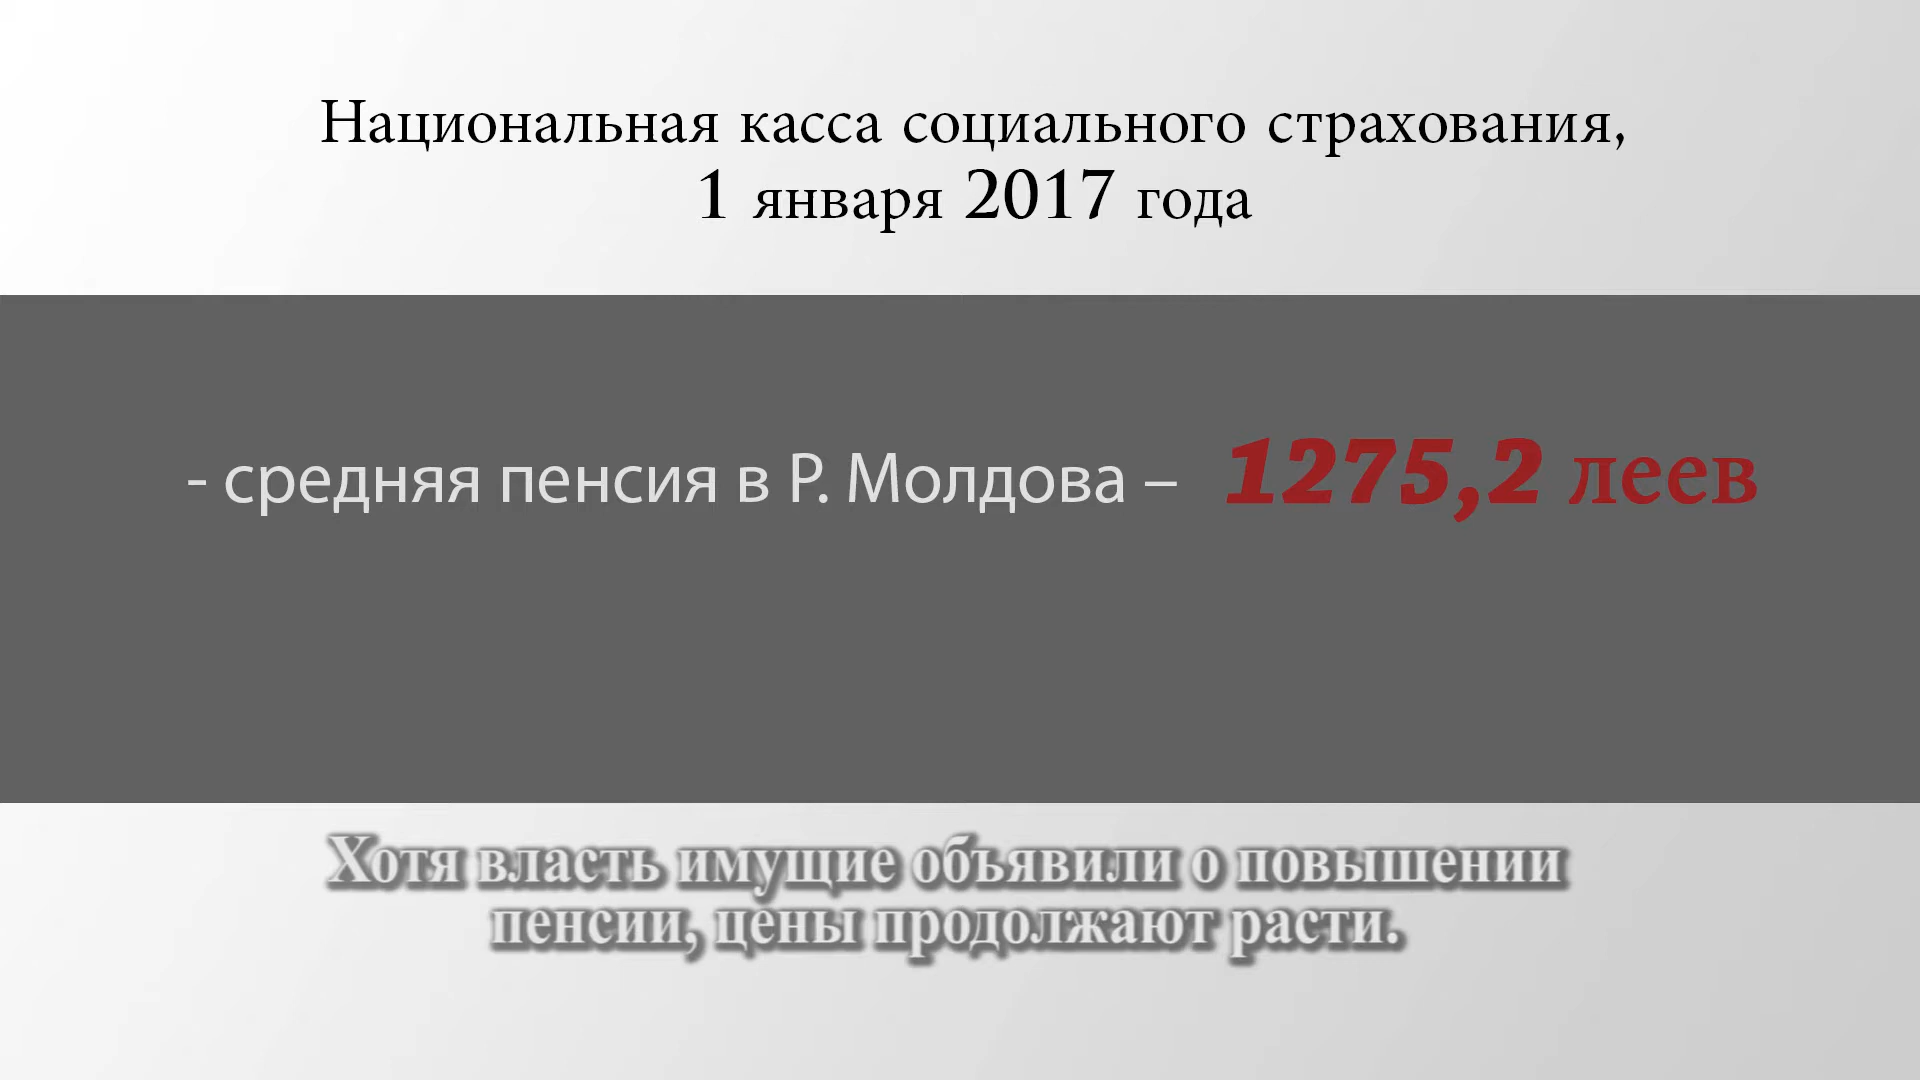 Национальная касса социального страхования,
1 января 2017 года
- средняя пенсия в Р. Молдова – 1275,2 леев
Хотя власть имущие объявили о повышении
пенсии, цены продолжают расти.